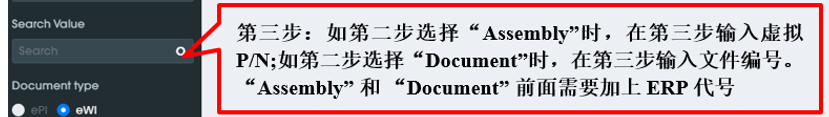 Search Value
Search
Document type
ePI
eWI
第三步：如第二步选择“Assembly”时，在第三步输入虚拟
P/N;如第二步选择“Document”时，在第三步输入文件编号。
“Assembly” 和 “Document” 前面需要加上 ERP 代号